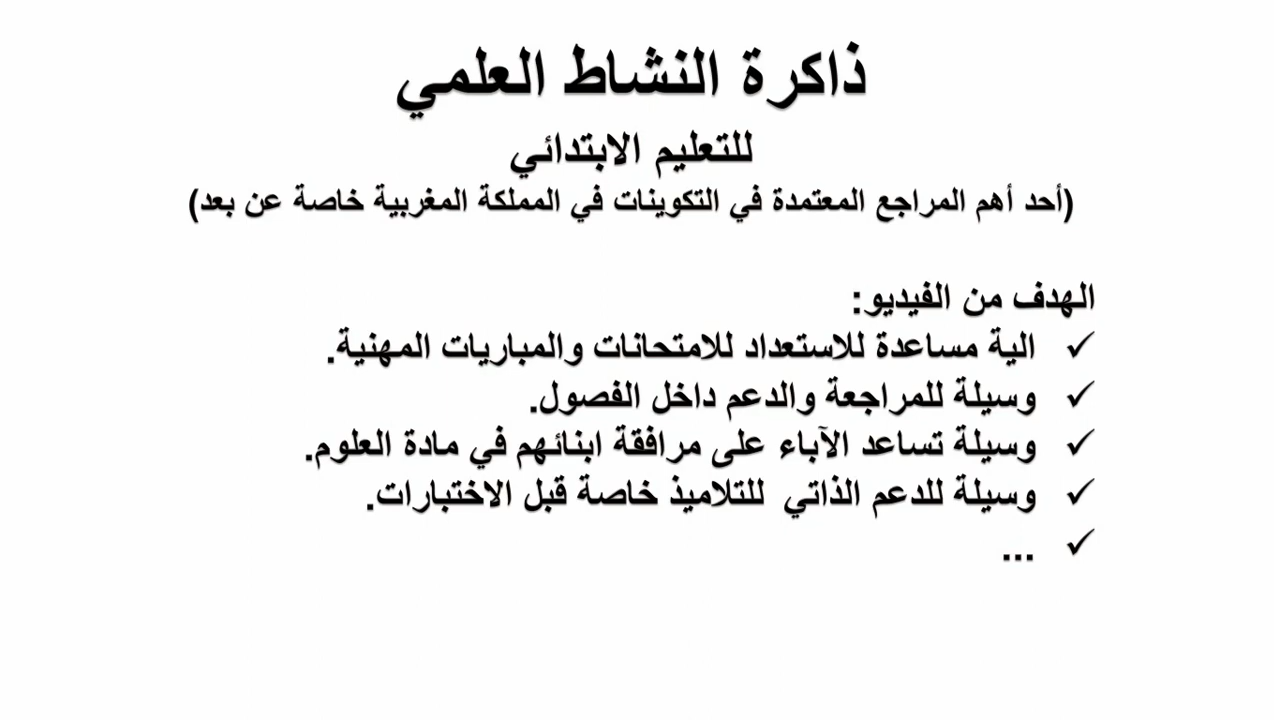 ذاكرة النشاط العلمي
للتعليم الابتدائي
(أحد أهم المراجع المعتمدة في التكوينات في المملكة المغربية خاصة عن بعد)
الهدف من الفيديو:
✓ الية مساعدة للاستعداد للامتحانات والمباريات المهنية.
✓ وسيلة للمراجعة والدعم داخل الفصول.
✓ وسيلة تساعد الآباء على مرافقة ابنائهم في مادة العلوم.
✓ وسيلة للدعم الذاتي للتلاميذ خاصة قبل الاختبارات.
✓ ...